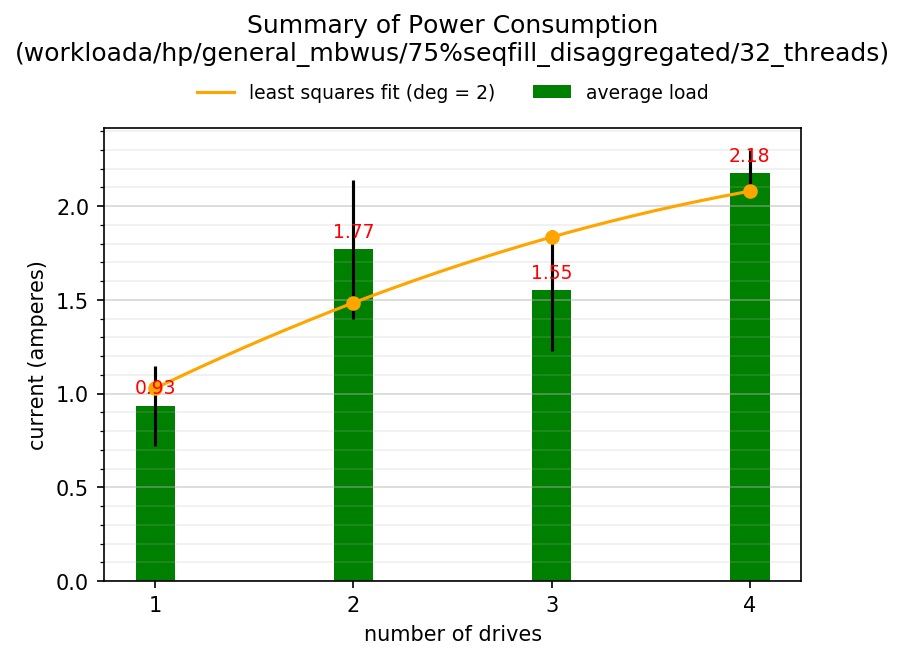 Summary of Power Consumption
(workloada/hp/general_mbwus/75%seqfill_disaggregated/32_threads)
least squares fit (deg = 2)
average load
2.18
1.77
1.55
0.93
2.0
1.5
1.0
0.5
0.0
current (amperes)
1
2
3
4
number of drives